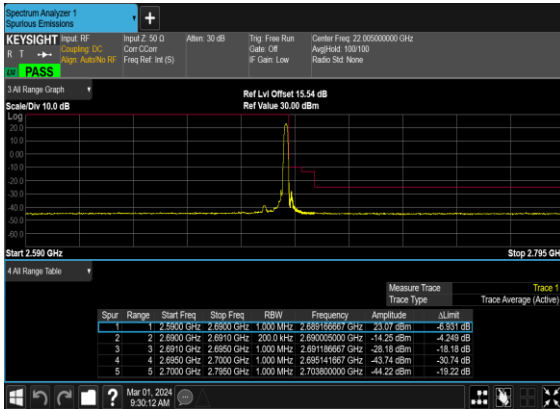 Spectrum Analyzer 1
Spurious Emissions
+
KEYSIGHT Input: RF Input Z: 50 Ω Atten: 30 dB Trig: Free Run Center Freq: 22.005000000 GHz
R T Coupling: DC Corr CCorr Gate: Off Avg|Hold: 100/100
Align: Auto/No RF Freq Ref: Int (S) IF Gain: Low Radio Std: None
PASS
3 All Range Graph
Ref Lvl Offset 15.54 dB
Scale/Div 10.0 dB Ref Value 30.00 dBm
Log
20.0
10.0
0.00
-10.0
-20.0
-30.0
-40.0
-50.0
-60.0
Start 2.590 GHz Stop 2.795 GH
4 All Range Table
Measure Trace Trace 1
Trace Type Trace Average (Active)
Spur Range Start Freq Stop Freq RBW Frequency Amplitude ΔLimit
1 1 2.5900 GHz 2.6900 GHz 1.000 MHz 2.689166667 GHz 23.07 dBm -6.931 dB
2 2 2.6900 GHz 2.6910 GHz 200.0 kHz 2.690005000 GHz -14.25 dBm -4.249 dB
3 3 2.6910 GHz 2.6950 GHz 1.000 MHz 2.691186667 GHz -28.18 dBm -18.18 dB
4 4 2.6950 GHz 2.7000 GHz 1.000 MHz 2.695141667 GHz -43.74 dBm -30.74 dB
5 5 2.7000 GHz 2.7950 GHz 1.000 MHz 2.703800000 GHz -44.22 dBm -19.22 dB
? Mar 01, 2024
9:30:12 AM